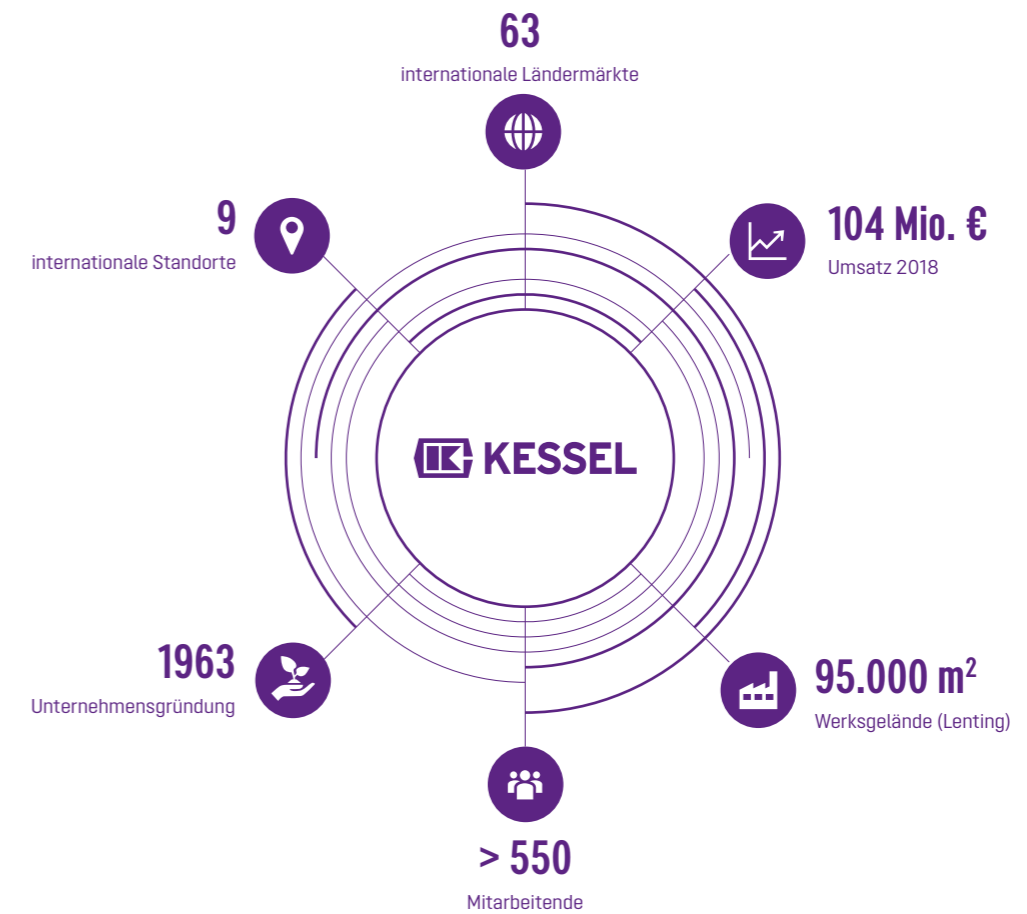 63
internationale Ländermärkte
9
internationale Standorte
104 Mio. €
Umsatz 2018
KESSEL
1963
Unternehmensgründung
95.000 m²
Werksgelände (Lenting)
> 550
Mitarbeitende